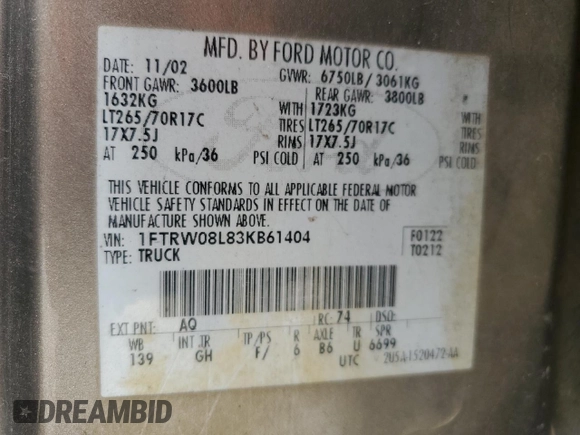 MFD. BY FORD MOTOR CO.
DATE: 11/02 GVWR: 6750LB/ 3061KG
FRONT GAWR: 3600LB REAR GAWR: 3800LB
1632KG WITH 1723KG WITH
LT265/70R17C TIRES LT265/70R17C TIRES
17X7.5J RIMS 17X7.5J RIMS
AT 250 kPa/36 PSI COLD AT 250 kPa/36 PSI COLD
THIS VEHICLE CONFORMS TO ALL APPLICABLE FEDERAL MOTOR
VEHICLE SAFETY STANDARDS IN EFFECT ON THE DATE OF
MANUFACTURE SHOWN ABOVE.
VIN: 1FTRW08L83KB61404 F0122
TYPE: TRUCK T0212
EXT PNT: AQ RC: 74 DSO:
WB INT TR TP/PS R AXLE TR SPR
139 GH F/ 6 B6 U 6699
UTC
DREAMBID